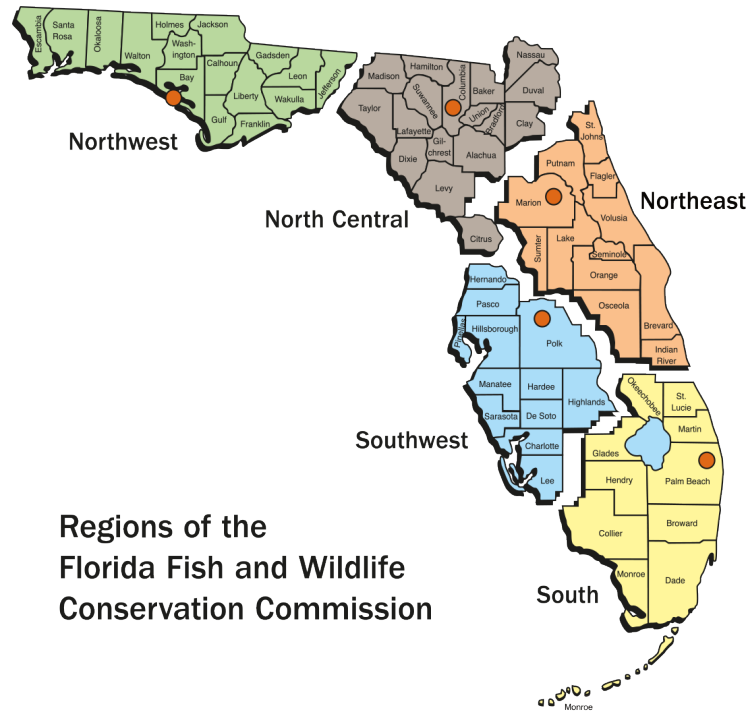 Escambia
Santa
Rosa
Okaloosa
Walton
Holmes
Jackson
Wash-
ington
Bay
Calhoun
Gulf
Liberty
Gadsden
Leon
Wakulla
Franklin
Jefferson
Northwest
Madison
Hamilton
Taylor
Suwannee
Lafayette
Columbia
Baker
Union
Bradford
Nassau
Duval
Clay
Dixie
Gil-
christ
Alachua
Levy
Citrus
North Central
St.
Johns
Putnam
Flagler
Marion
Volusia
Sumter
Lake
Seminole
Orange
Osceola
Brevard
Indian
River
Northeast
Hernando
Pasco
Pinellas
Hillsborough
Polk
Manatee
Hardee
Highlands
Sarasota
De Soto
Charlotte
Lee
Southwest
Okeechobee
St.
Lucie
Martin
Glades
Hendry
Palm Beach
Collier
Broward
Monroe
Dade
South
Monroe
Regions of the
Florida Fish and Wildlife
Conservation Commission